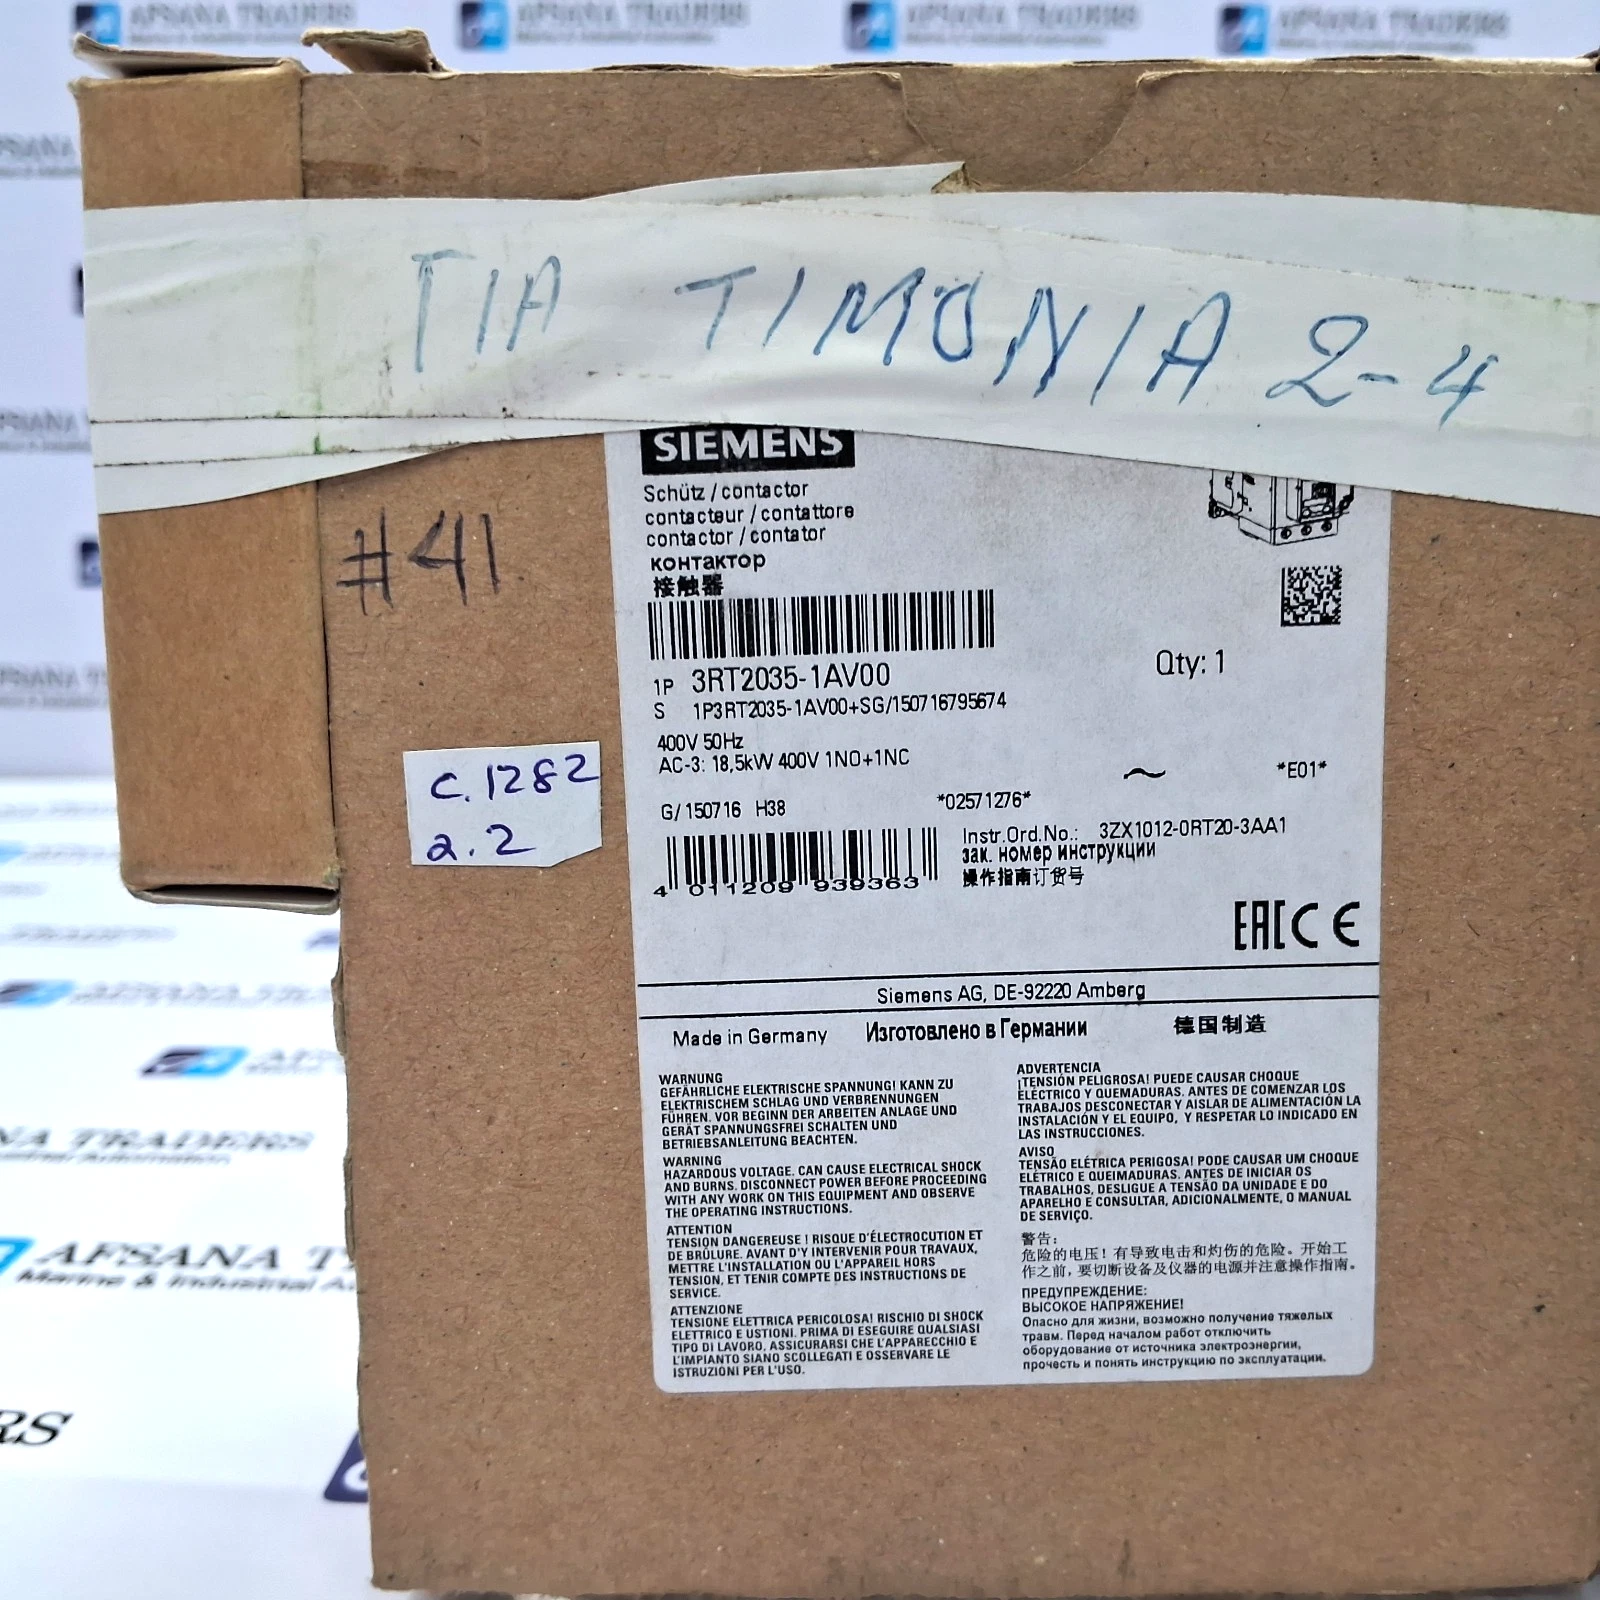 AFSANA TRADERS
ΓIA TIMONIA 2-4
#41
C.1282
2.2
SIEMENS
Schütz / contactor
contacteur / contattore
contactor / contator
контактор
接触器
1P 3RT2035-1AV00
Qty: 1
S 1P3RT2035-1AV00+SG/150716795674
400V 50Hz
AC-3: 18,5kW 400V 1NO+1NC
~ *E01*
G/150716 H38 *02571276*
Instr.Ord.No.: 3ZX1012-0RT20-3AA1
зак. номер инструкции
操作指南订货号
4 011209 939363
EAC CE
Siemens AG, DE-92220 Amberg
Made in Germany Изготовлено в Германии 德国制造
WARNUNG
GEFÄHRLICHE ELEKTRISCHE SPANNUNG! KANN ZU
ELEKTRISCHEM SCHLAG UND VERBRENNUNGEN
FÜHREN. VOR BEGINN DER ARBEITEN ANLAGE UND
GERÄT SPANNUNGSFREI SCHALTEN UND
BETRIEBSANLEITUNG BEACHTEN.
WARNING
HAZARDOUS VOLTAGE. CAN CAUSE ELECTRICAL SHOCK
AND BURNS. DISCONNECT POWER BEFORE PROCEEDING
WITH ANY WORK ON THIS EQUIPMENT AND OBSERVE
THE OPERATING INSTRUCTIONS.
ATTENTION
TENSION DANGEREUSE ! RISQUE D'ÉLECTROCUTION ET
DE BRÛLURE. AVANT D'Y INTERVENIR POUR TRAVAUX,
METTRE L'INSTALLATION OU L'APPAREIL HORS
TENSION, ET TENIR COMPTE DES INSTRUCTIONS DE
SERVICE.
ATTENZIONE
TENSIONE ELETTRICA PERICOLOSA! RISCHIO DI SHOCK
ELETTRICO E USTIONI. PRIMA DI ESEGUIRE QUALSIASI
TIPO DI LAVORO, ASSICURARSI CHE L'APPARECCHIO E
L'IMPIANTO SIANO SCOLLEGATI E OSSERVARE LE
ISTRUZIONI PER L'USO.
ADVERTENCIA
¡TENSIÓN PELIGROSA! PUEDE CAUSAR CHOQUE
ELÉCTRICO Y QUEMADURAS. ANTES DE COMENZAR LOS
TRABAJOS DESCONECTAR Y AISLAR DE ALIMENTACIÓN LA
INSTALACIÓN Y EL EQUIPO, Y RESPETAR LO INDICADO EN
LAS INSTRUCCIONES.
AVISO
TENSÃO ELÉTRICA PERIGOSA! PODE CAUSAR UM CHOQUE
ELÉTRICO E QUEIMADURAS. ANTES DE INICIAR OS
TRABALHOS, DESLIGUE A TENSÃO DA UNIDADE E DO
APARELHO E CONSULTAR, ADICIONALMENTE, O MANUAL
DE SERVIÇO.
警告:
危险的电压！有导致电击和灼伤的危险。开始工
作之前，要切断设备及仪器的电源并注意操作指南。
ПРЕДУПРЕЖДЕНИЕ:
ВЫСОКОЕ НАПРЯЖЕНИЕ!
Опасно для жизни, возможно получение тяжелых
травм. Перед началом работ отключить
оборудование от источника электроэнергии,
прочесть и понять инструкцию по эксплуатации.
AFSANA TRADERS
Marine & Industrial